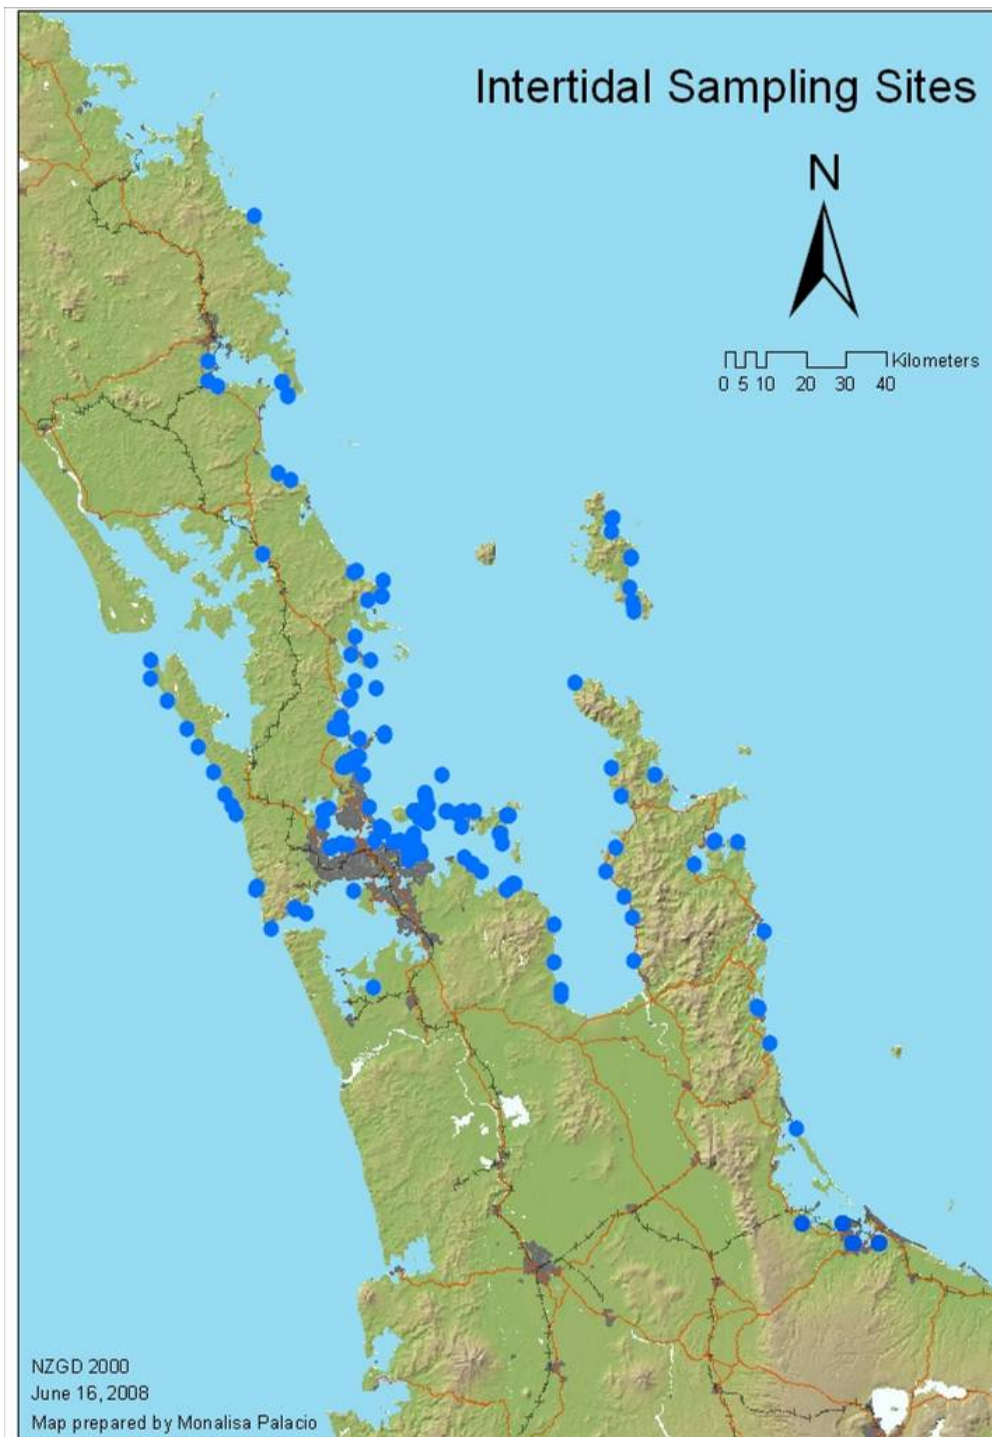 Intertidal Sampling Sites
N
Kilometers
0 5 10 20 30 40
NZGD 2000
June 16, 2008
Map prepared by Monalisa Palacio